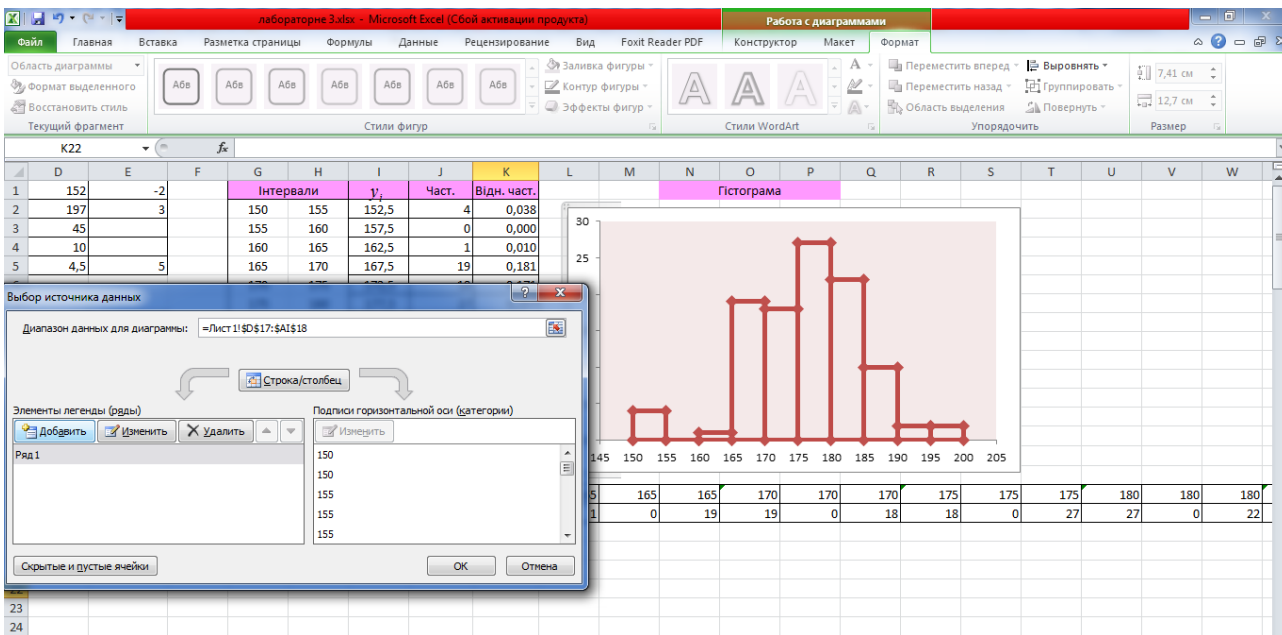 лабораторне 3.xlsx - Microsoft Excel (Сбой активации продукта)
Работа с диаграммами
Файл Главная Вставка Разметка страницы Формулы Данные Рецензирование Вид Foxit Reader PDF Конструктор Макет Формат
Область диаграммы
Формат выделенного
Восстановить стиль
Текущий фрагмент
Абв Абв Абв Абв Абв Абв Абв
Стили фигур
Заливка фигуры
Контур фигуры
Эффекты фигур
Стили WordArt
Переместить вперед
Переместить назад
Область выделения
Выровнять
Группировать
Повернуть
Упорядочить
7,41 см
12,7 см
Размер
K22
fx
D E F G H I J K L M N O P Q R S T U V W
1 152 -2 Інтервали yi Част. Відн. част. Гістограма
2 197 3 150 155 152,5 4 0,038
3 45 155 160 157,5 0 0,000
4 10 160 165 162,5 1 0,010
5 4,5 5 165 170 167,5 19 0,181
30
25
145 150 155 160 165 170 175 180 185 190 195 200 205
Выбор источника данных
Диапазон данных для диаграммы: =Лист1!$D$17:$AI$18
Строка/столбец
Элементы легенды (ряды)
Добавить Изменить Удалить
Ряд1
Подписи горизонтальной оси (категории)
Изменить
150
150
155
155
155
Скрытые и пустые ячейки
ОК Отмена
165 165 170 170 170 175 175 175 180 180 180
0 19 19 0 18 18 0 27 27 0 22
23
24